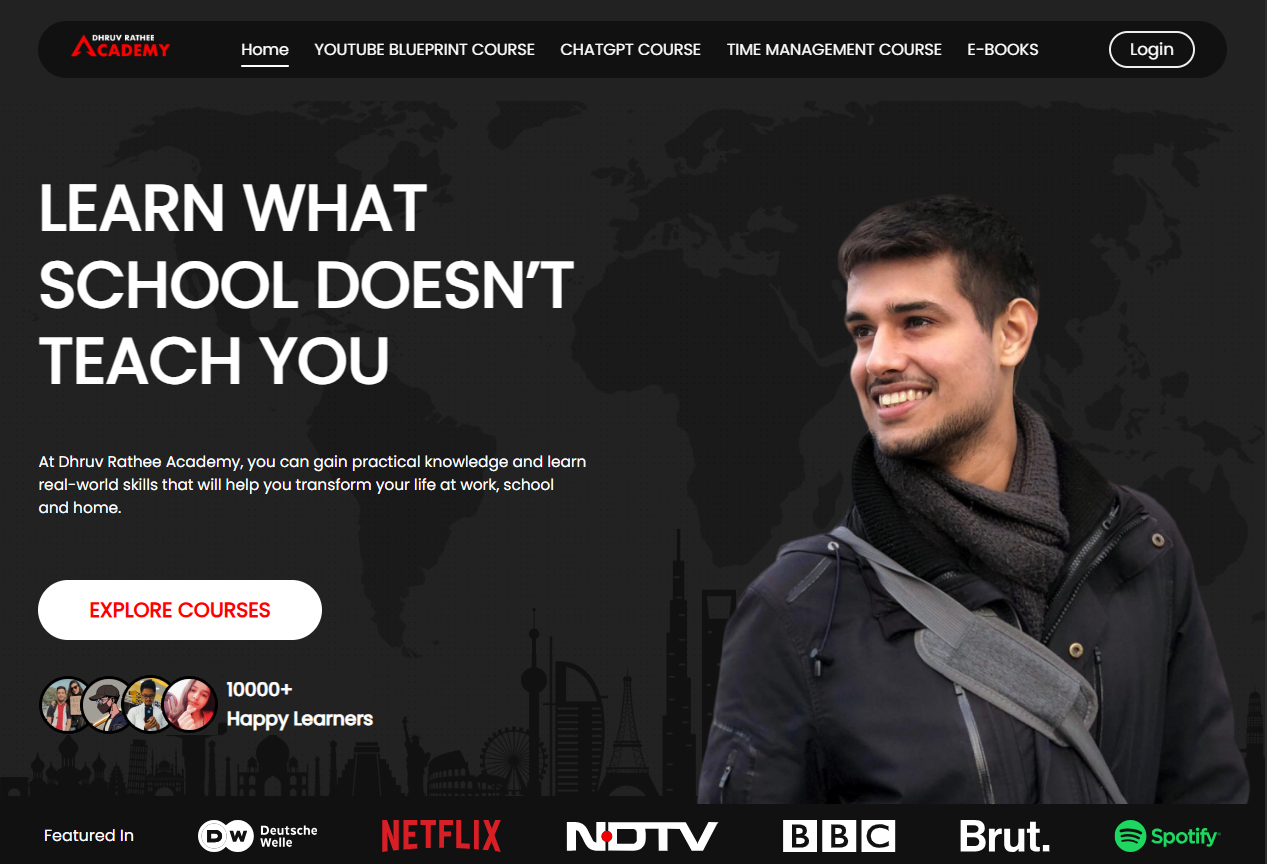 DHRUV RATHEE
ACADEMY
Home
YOUTUBE BLUEPRINT COURSE
CHATGPT COURSE
TIME MANAGEMENT COURSE
E-BOOKS
Login
LEARN WHAT
SCHOOL DOESN’T
TEACH YOU
At Dhruv Rathee Academy, you can gain practical knowledge and learn
real-world skills that will help you transform your life at work, school
and home.
EXPLORE COURSES
10000+
Happy Learners
Featured In
DW Deutsche
Welle
NETFLIX
NDTV
BBC
Brut.
Spotify